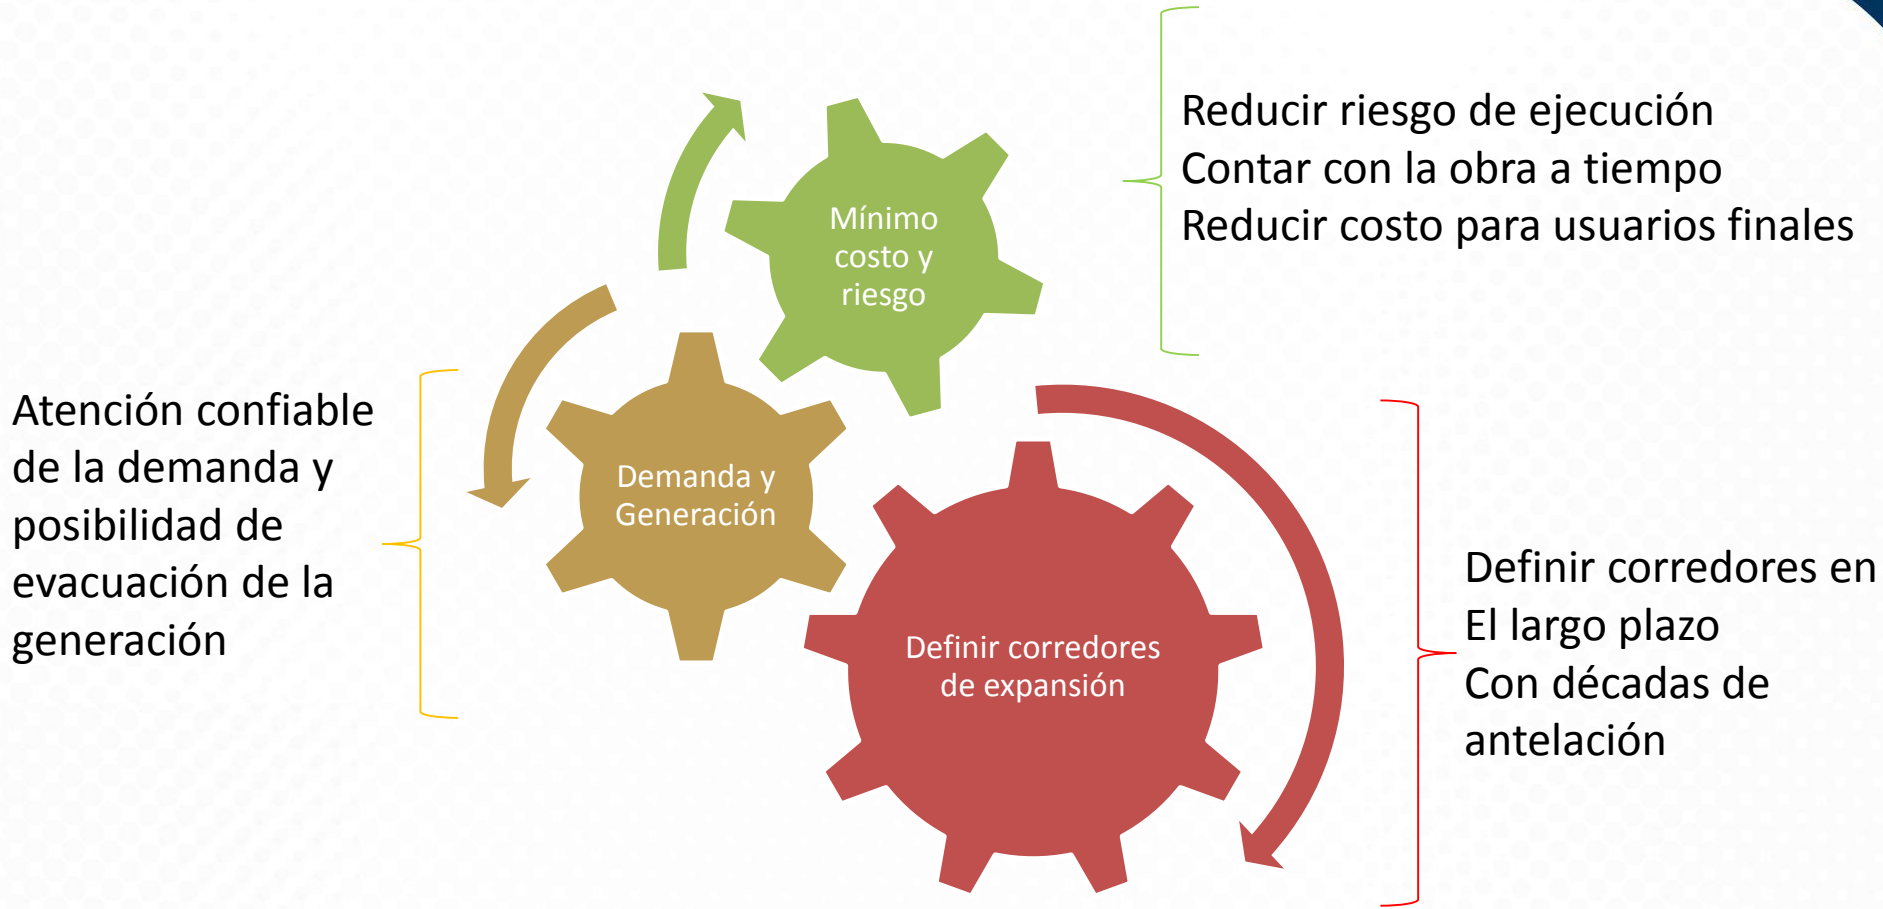 Reducir riesgo de ejecución
Contar con la obra a tiempo
Reducir costo para usuarios finales
Mínimo
costo y
riesgo
Atención confiable
de la demanda y
posibilidad de
evacuación de la
generación
Demanda y
Generación
Definir corredores
de expansión
Definir corredores en
El largo plazo
Con décadas de
antelación